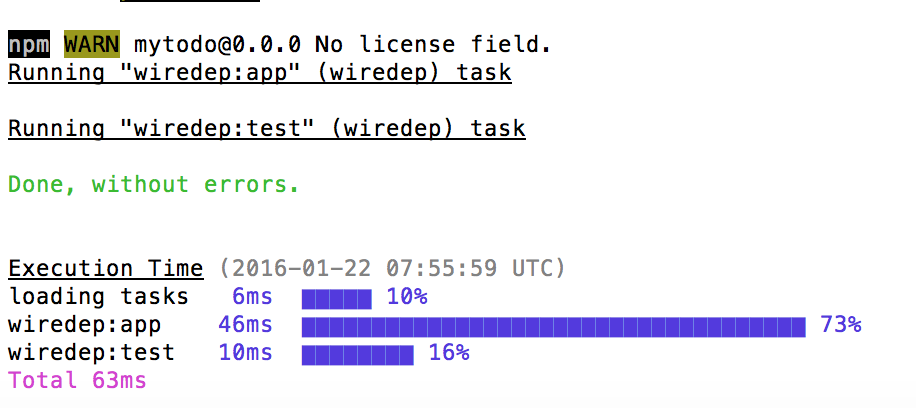 npm WARN mytodo@0.0.0 No license field.
Running "wiredep:app" (wiredep) task
Running "wiredep:test" (wiredep) task
Done, without errors.
Execution Time (2016-01-22 07:55:59 UTC)
loading tasks 6ms 10%
wiredep:app 46ms 73%
wiredep:test 10ms 16%
Total 63ms